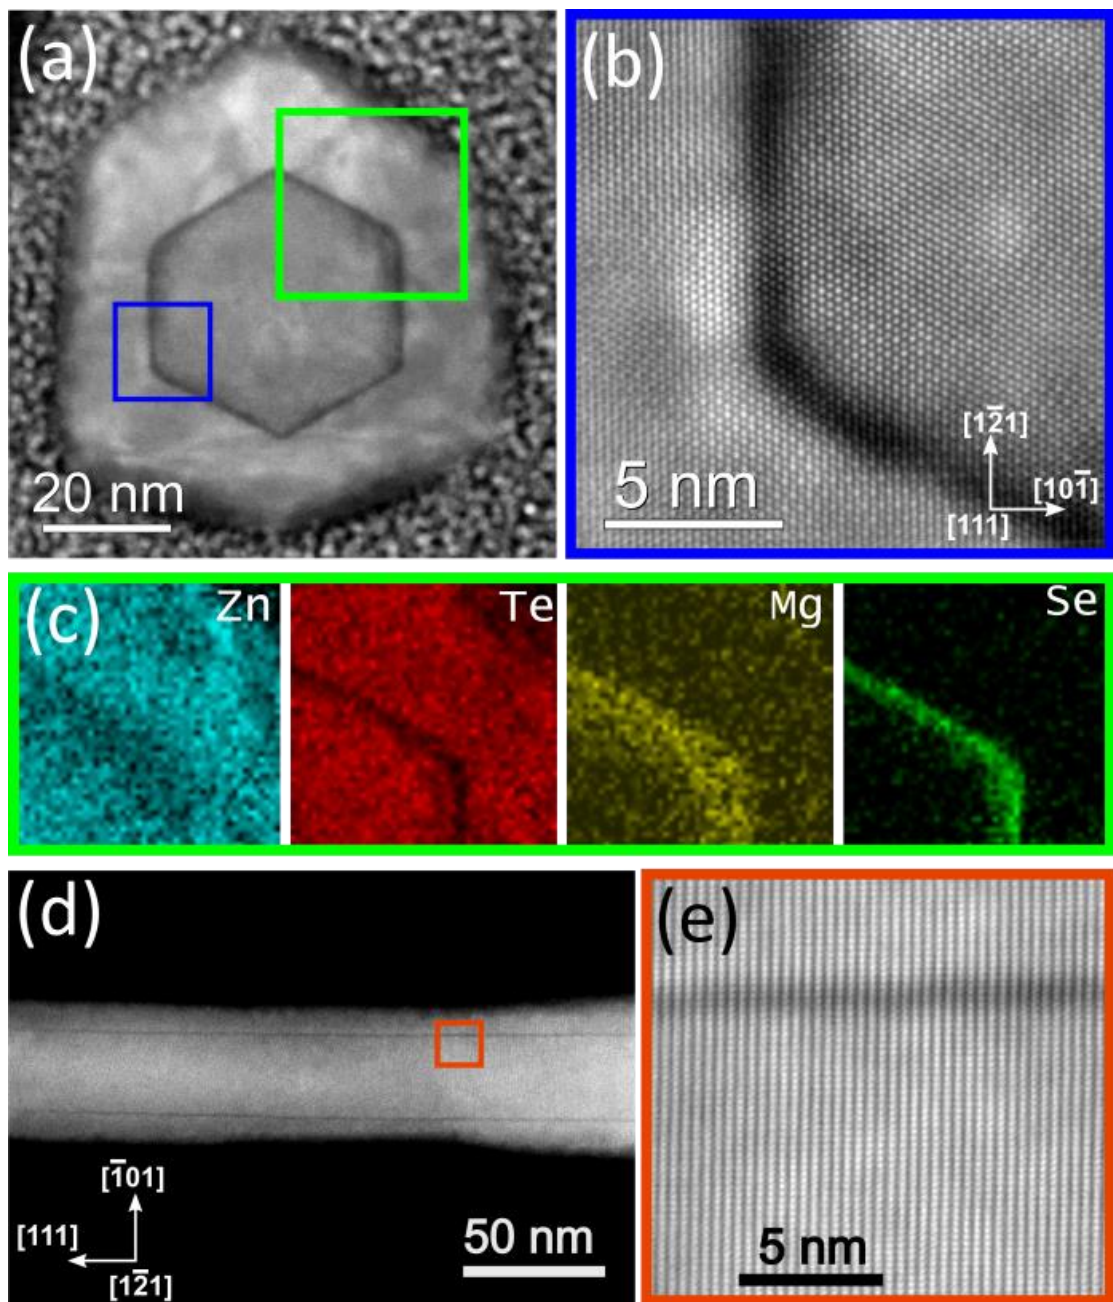 (a)
20 nm
(b)
5 nm
[12̄1]
[101̄]
[111]
(c)
Zn
Te
Mg
Se
(d)
[1̄01]
[111]
[12̄1]
50 nm
(e)
5 nm